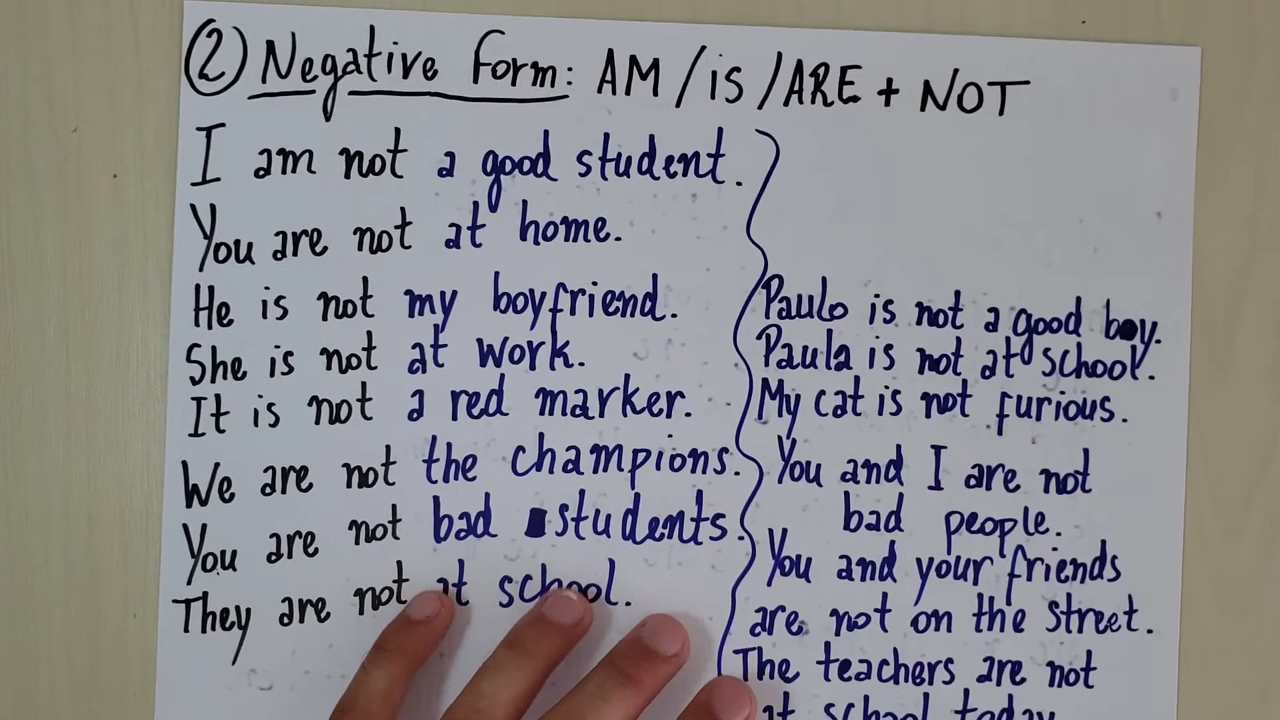 2 Negative Form: AM / is / ARE + NOT
I am not a good student.
You are not at home.
He is not my boyfriend.
She is not at work.
It is not a red marker.
We are not the champions.
You are not bad students.
They are not at school.
Paulo is not a good boy.
Paula is not at school.
My cat is not furious.
You and I are not
bad people.
You and your friends
are not on the street.
The teachers are not
at school today